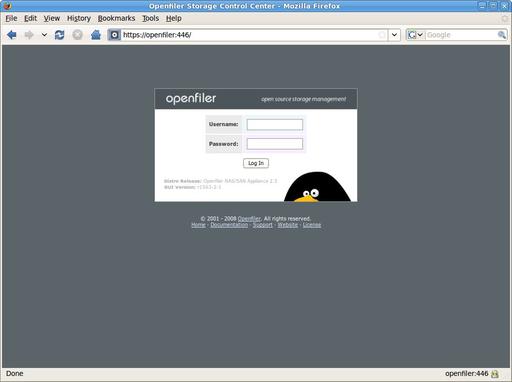 Openfiler Storage Control Center - Mozilla Firefox
File Edit View History Bookmarks Tools Help
https://openfiler:446/
Google
openfiler open source storage management
Username:
Password:
Log In
Distro Release: Openfiler NAS/SAN Appliance 2.3
GUI Version: r1563-2-1
© 2001 - 2008 Openfiler. All rights reserved.
Home - Documentation - Support - Website - License
Done openfiler:446